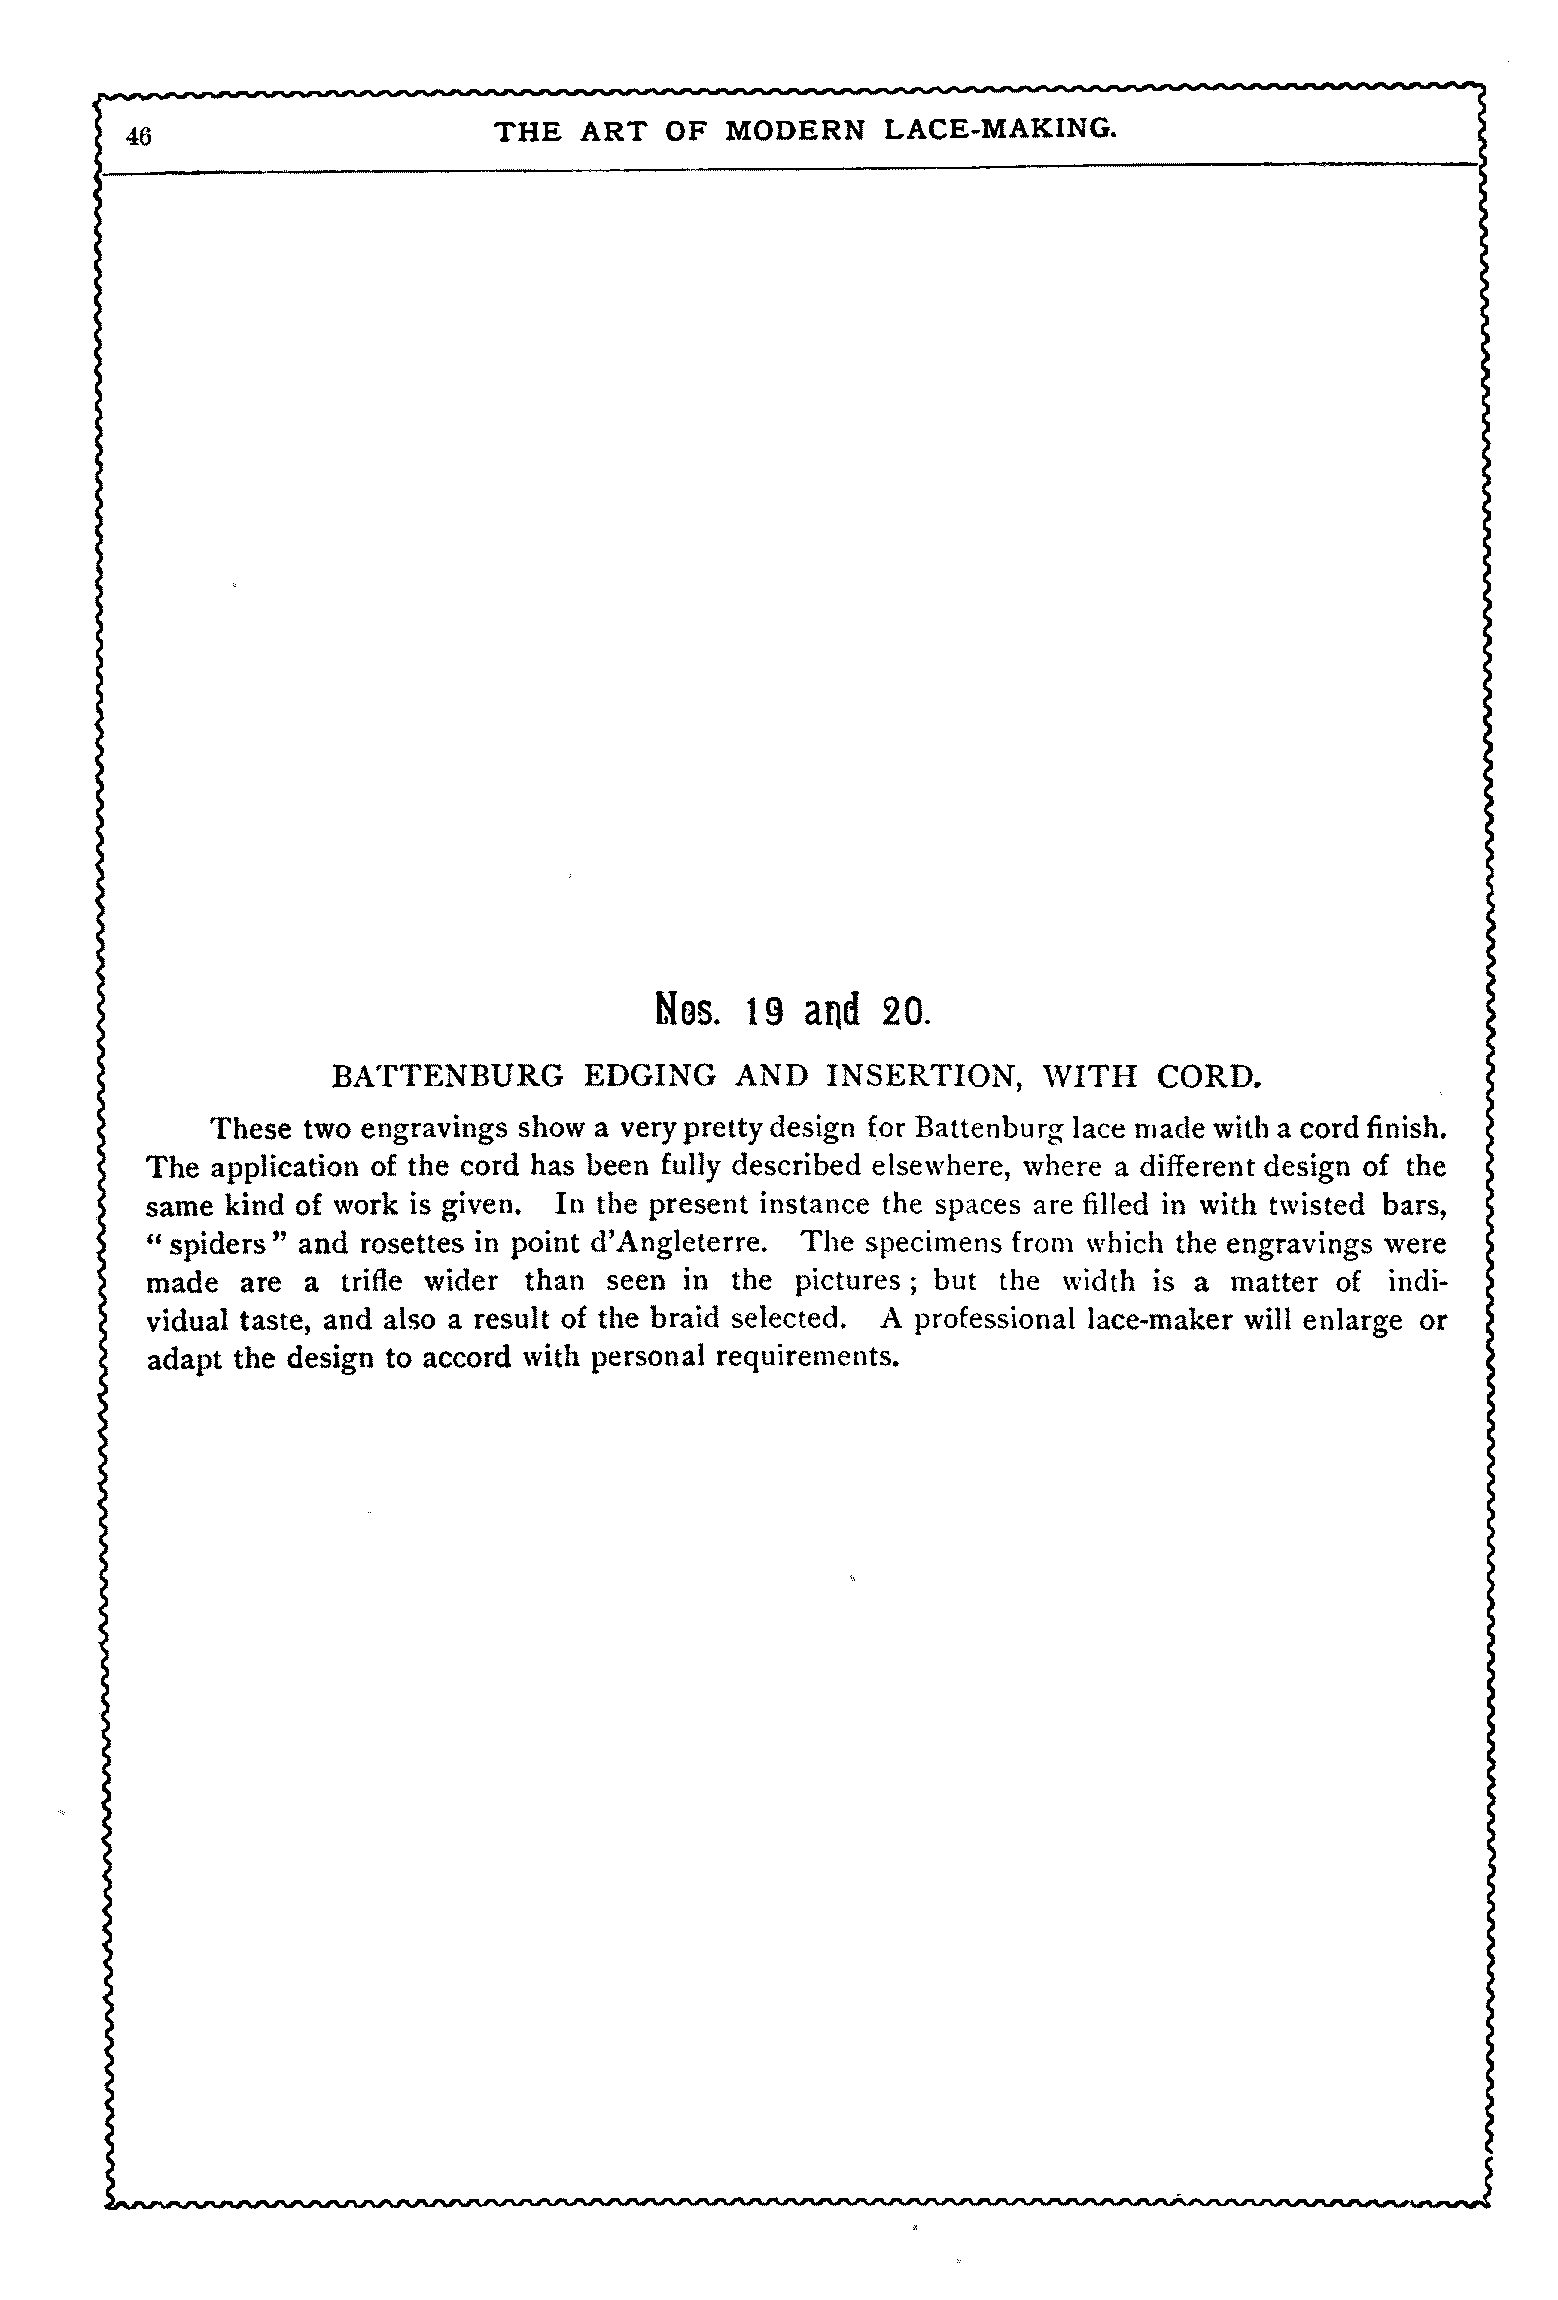 46
THE ART OF MODERN LACE-MAKING.
Nos. 19 and 20.
BATTENBURG EDGING AND INSERTION, WITH CORD.
These two engravings show a very pretty design for Battenburg lace made with a cord finish.
The application of the cord has been fully described elsewhere, where a different design of the
same kind of work is given. In the present instance the spaces are filled in with twisted bars,
“ spiders ” and rosettes in point d’Angleterre. The specimens from which the engravings were
made are a trifle wider than seen in the pictures ; but the width is a matter of indi-
vidual taste, and also a result of the braid selected. A professional lace-maker will enlarge or
adapt the design to accord with personal requirements.